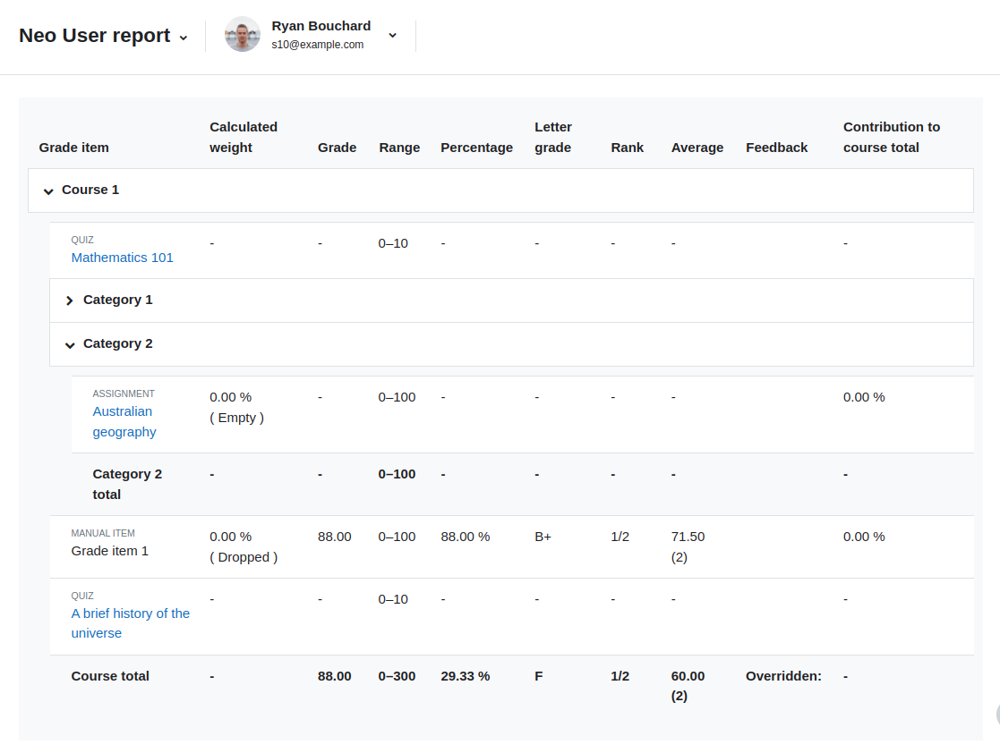 Neo User report
Ryan Bouchard
s10@example.com
Grade item Calculated weight Grade Range Percentage Letter grade Rank Average Feedback Contribution to course total
Course 1
QUIZ
Mathematics 101 - - 0–10 - - - - -
Category 1
Category 2
ASSIGNMENT
Australian geography 0.00 % ( Empty ) - 0–100 - - - - 0.00 %
Category 2 total - - 0–100 - - - - -
MANUAL ITEM
Grade item 1 0.00 % ( Dropped ) 88.00 0–100 88.00 % B+ 1/2 71.50 (2) 0.00 %
QUIZ
A brief history of the universe - - 0–10 - - - - -
Course total - 88.00 0–300 29.33 % F 1/2 60.00 (2) Overridden: -